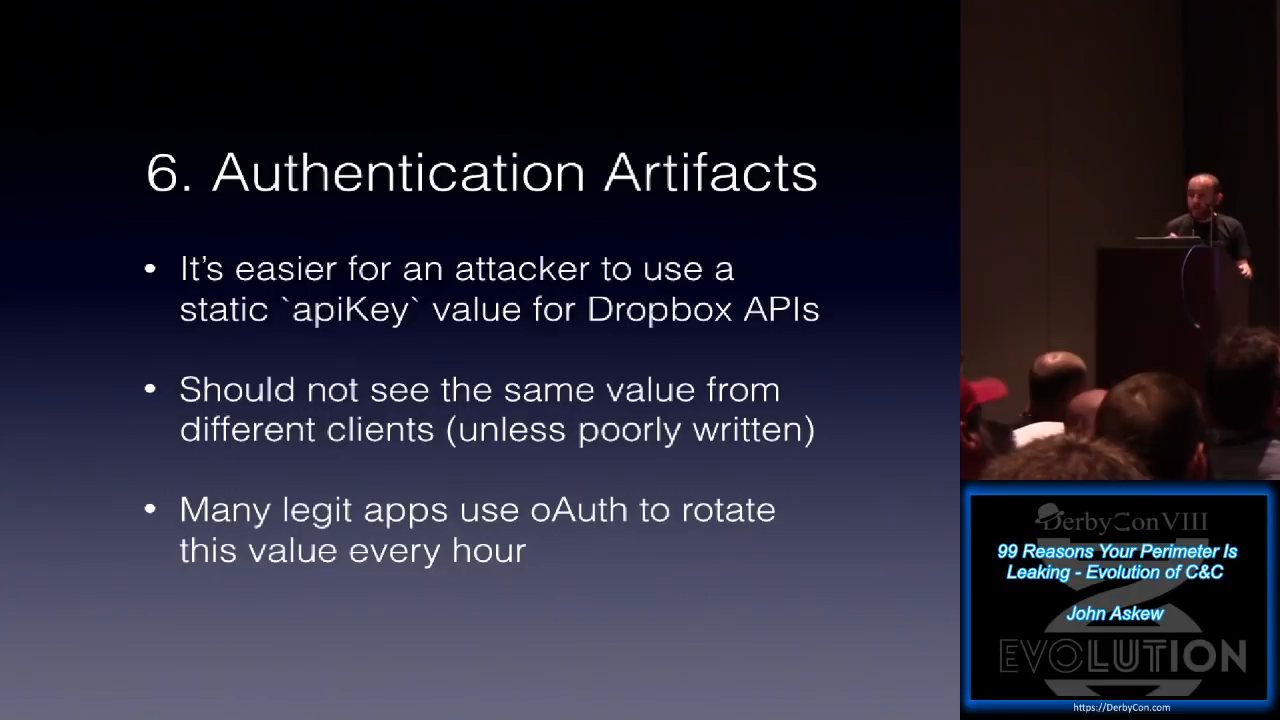 6. Authentication Artifacts
• It’s easier for an attacker to use a
static `apiKey` value for Dropbox APIs
• Should not see the same value from
different clients (unless poorly written)
• Many legit apps use oAuth to rotate
this value every hour
DerbyCon VIII
99 Reasons Your Perimeter Is
Leaking - Evolution of C&C
John Askew
EVOLUTION
https://DerbyCon.com